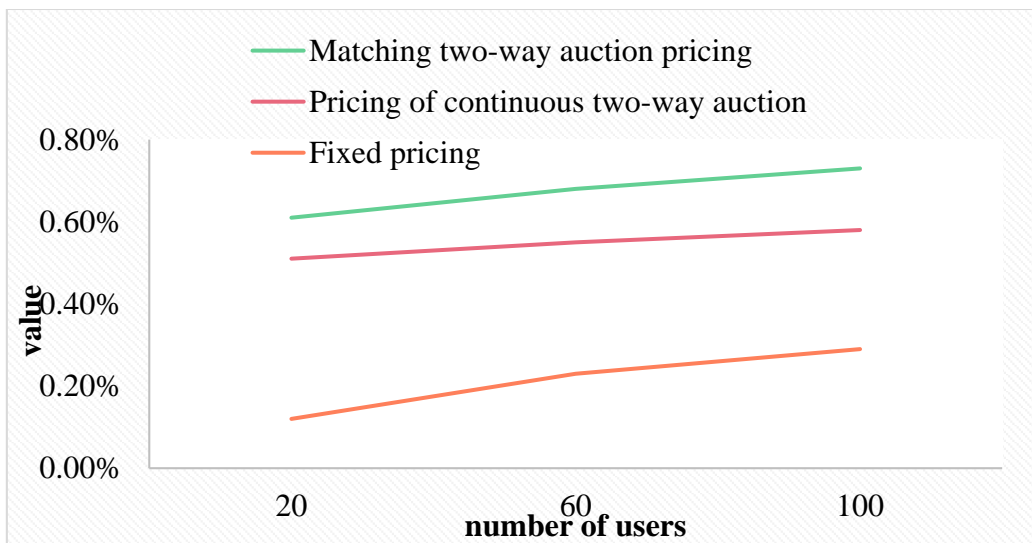 Matching two-way auction pricing
Pricing of continuous two-way auction
Fixed pricing
0.80%
0.60%
0.40%
0.20%
0.00%
value
20
60
100
number of users